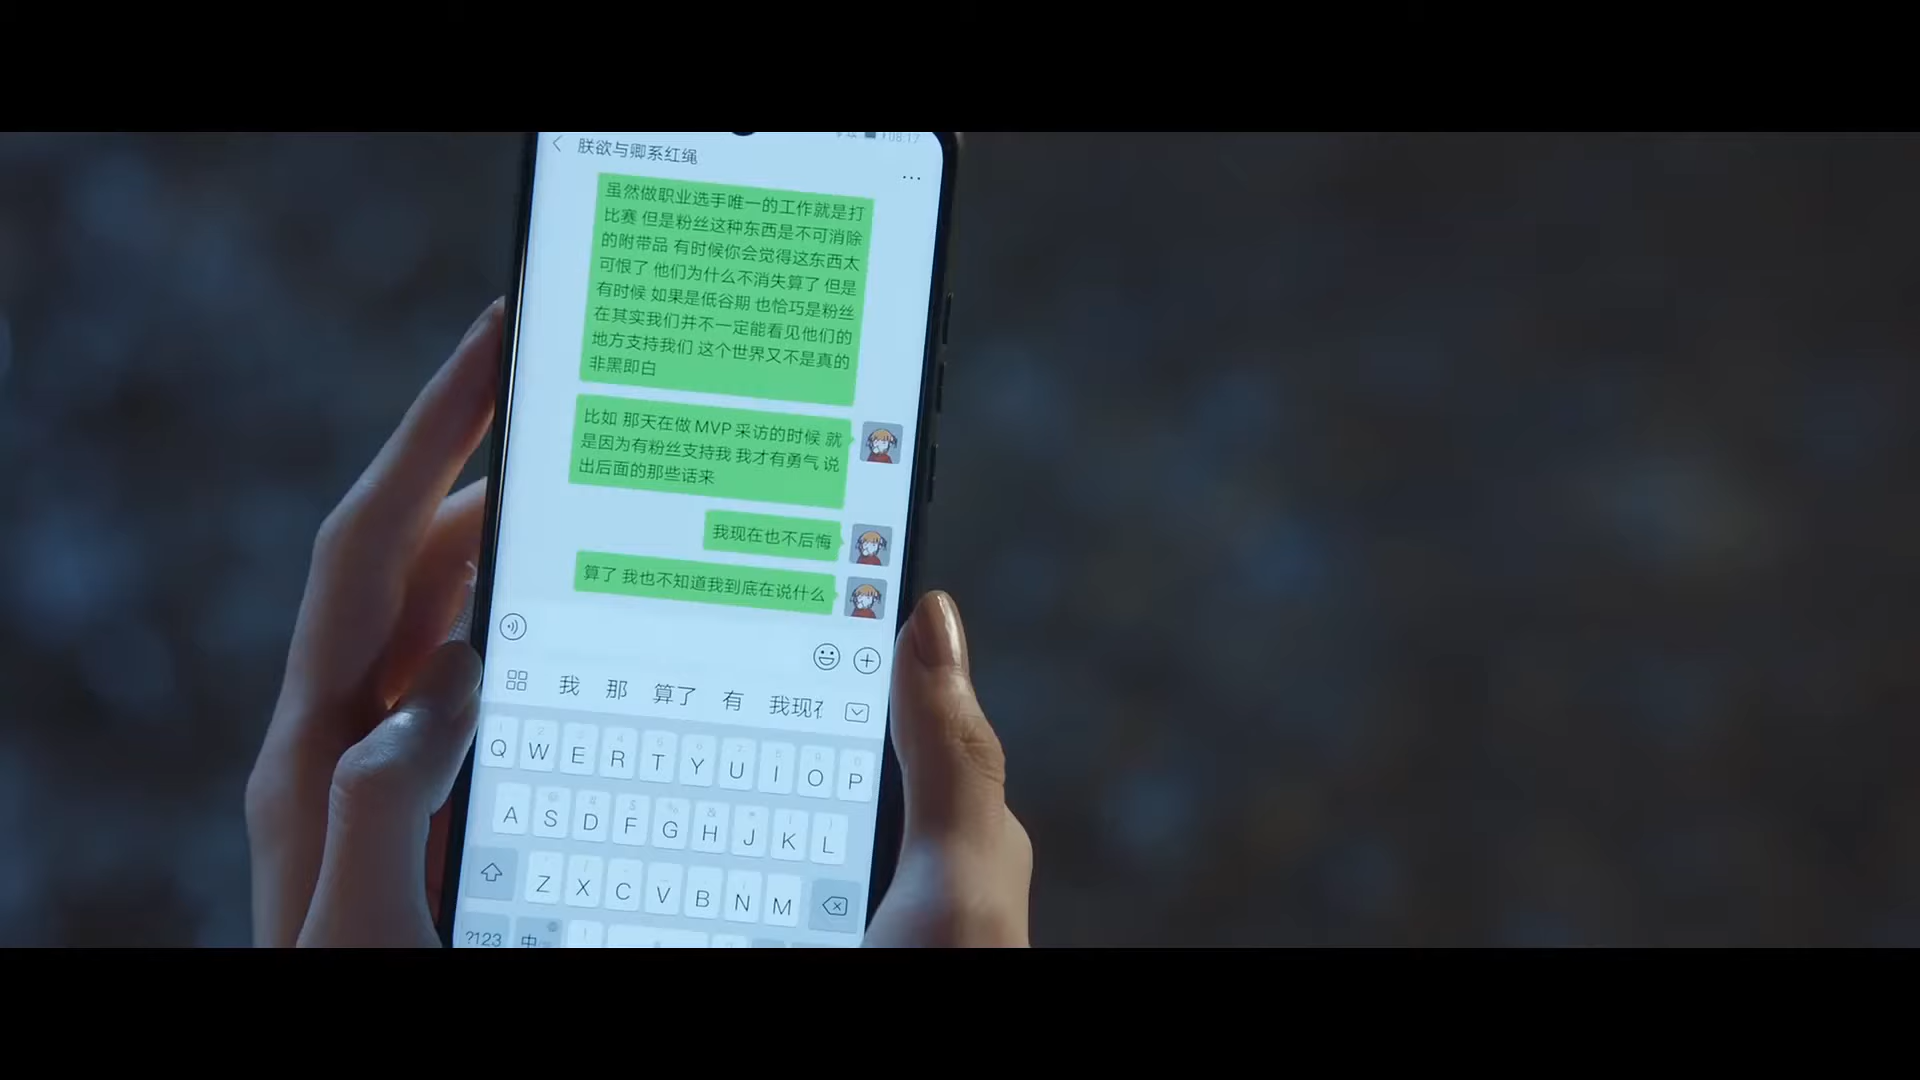 08:17
朕欲与卿系红绳
虽然做职业选手唯一的工作就是打
比赛 但是粉丝这种东西是不可消除
的附带品 有时候你会觉得这东西太
可恨了 他们为什么不消失算了 但是
有时候 如果是低谷期 也恰巧是粉丝
在其实我们并不一定能看见他们的
地方支持我们 这个世界又不是真的
非黑即白
比如 那天在做MVP采访的时候 就
是因为有粉丝支持我 我才有勇气 说
出后面的那些话来
我现在也不后悔
算了 我也不知道我到底在说什么
我 那 算了 有 我现在
Q W E R T Y U I O P
A S D F G H J K L
Z X C V B N M
?123 中